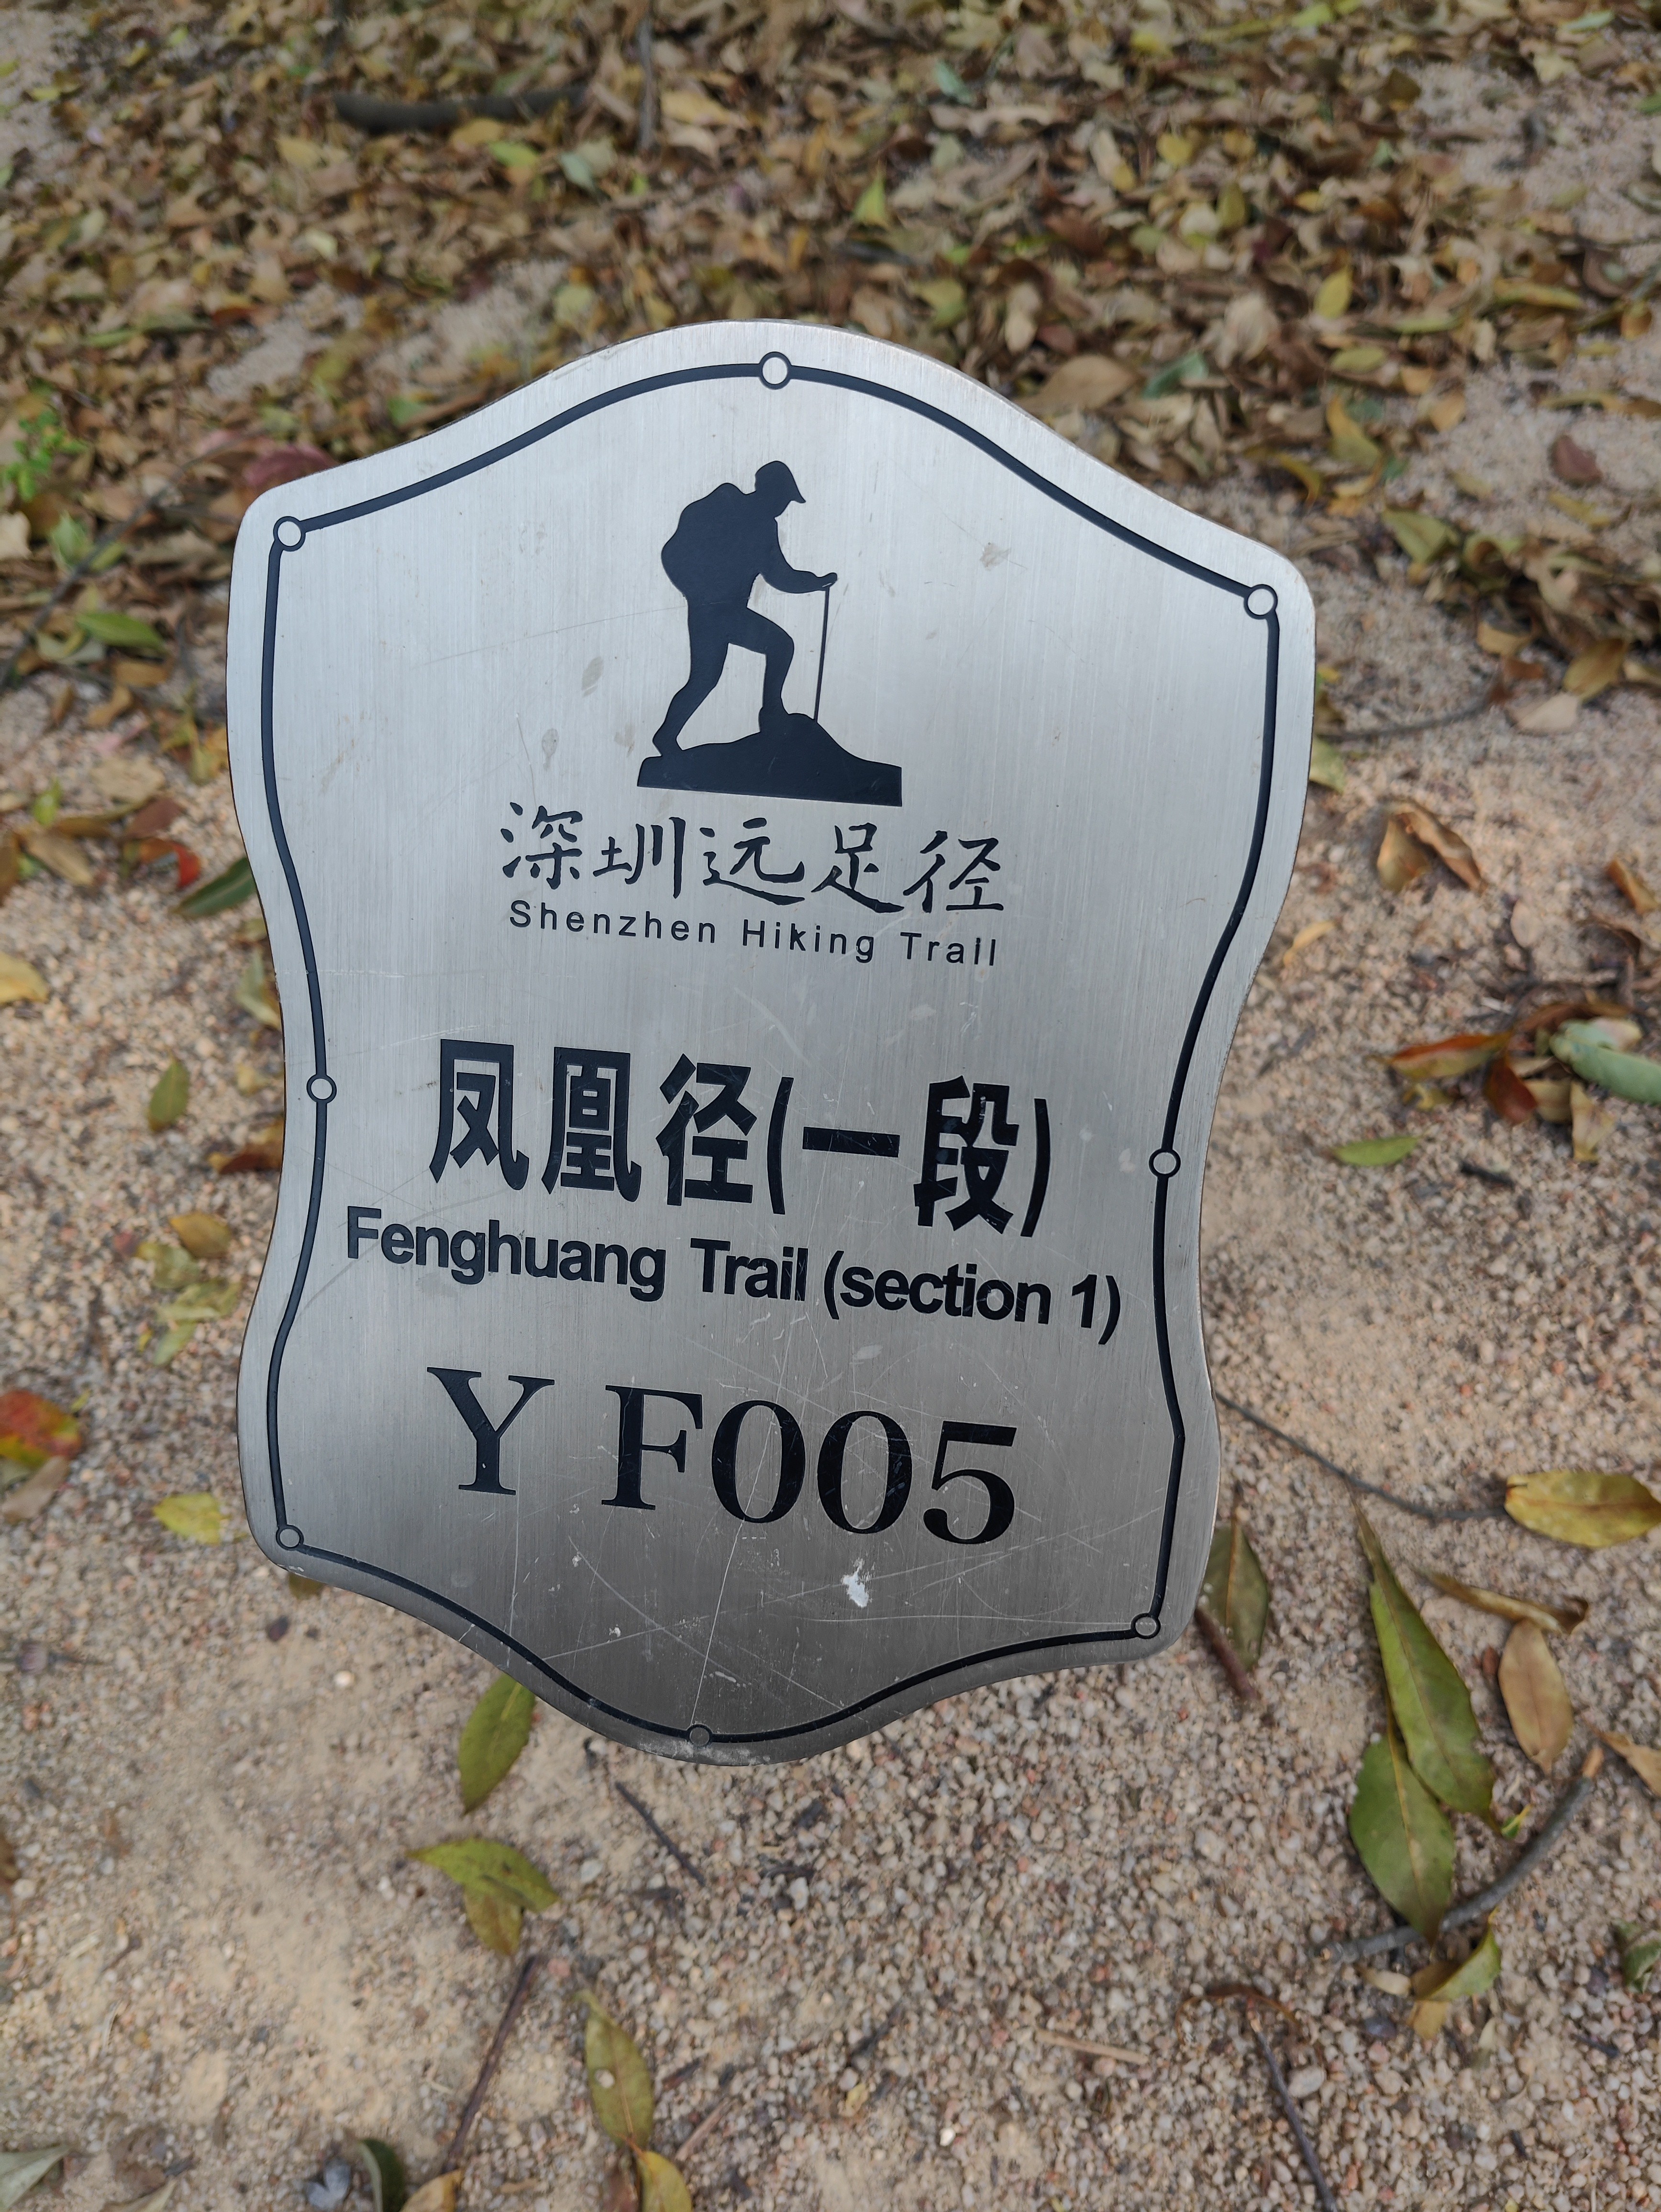 深圳远足径
Shenzhen Hiking Trail
凤凰径(一段)
Fenghuang Trail (section 1)
Y F005